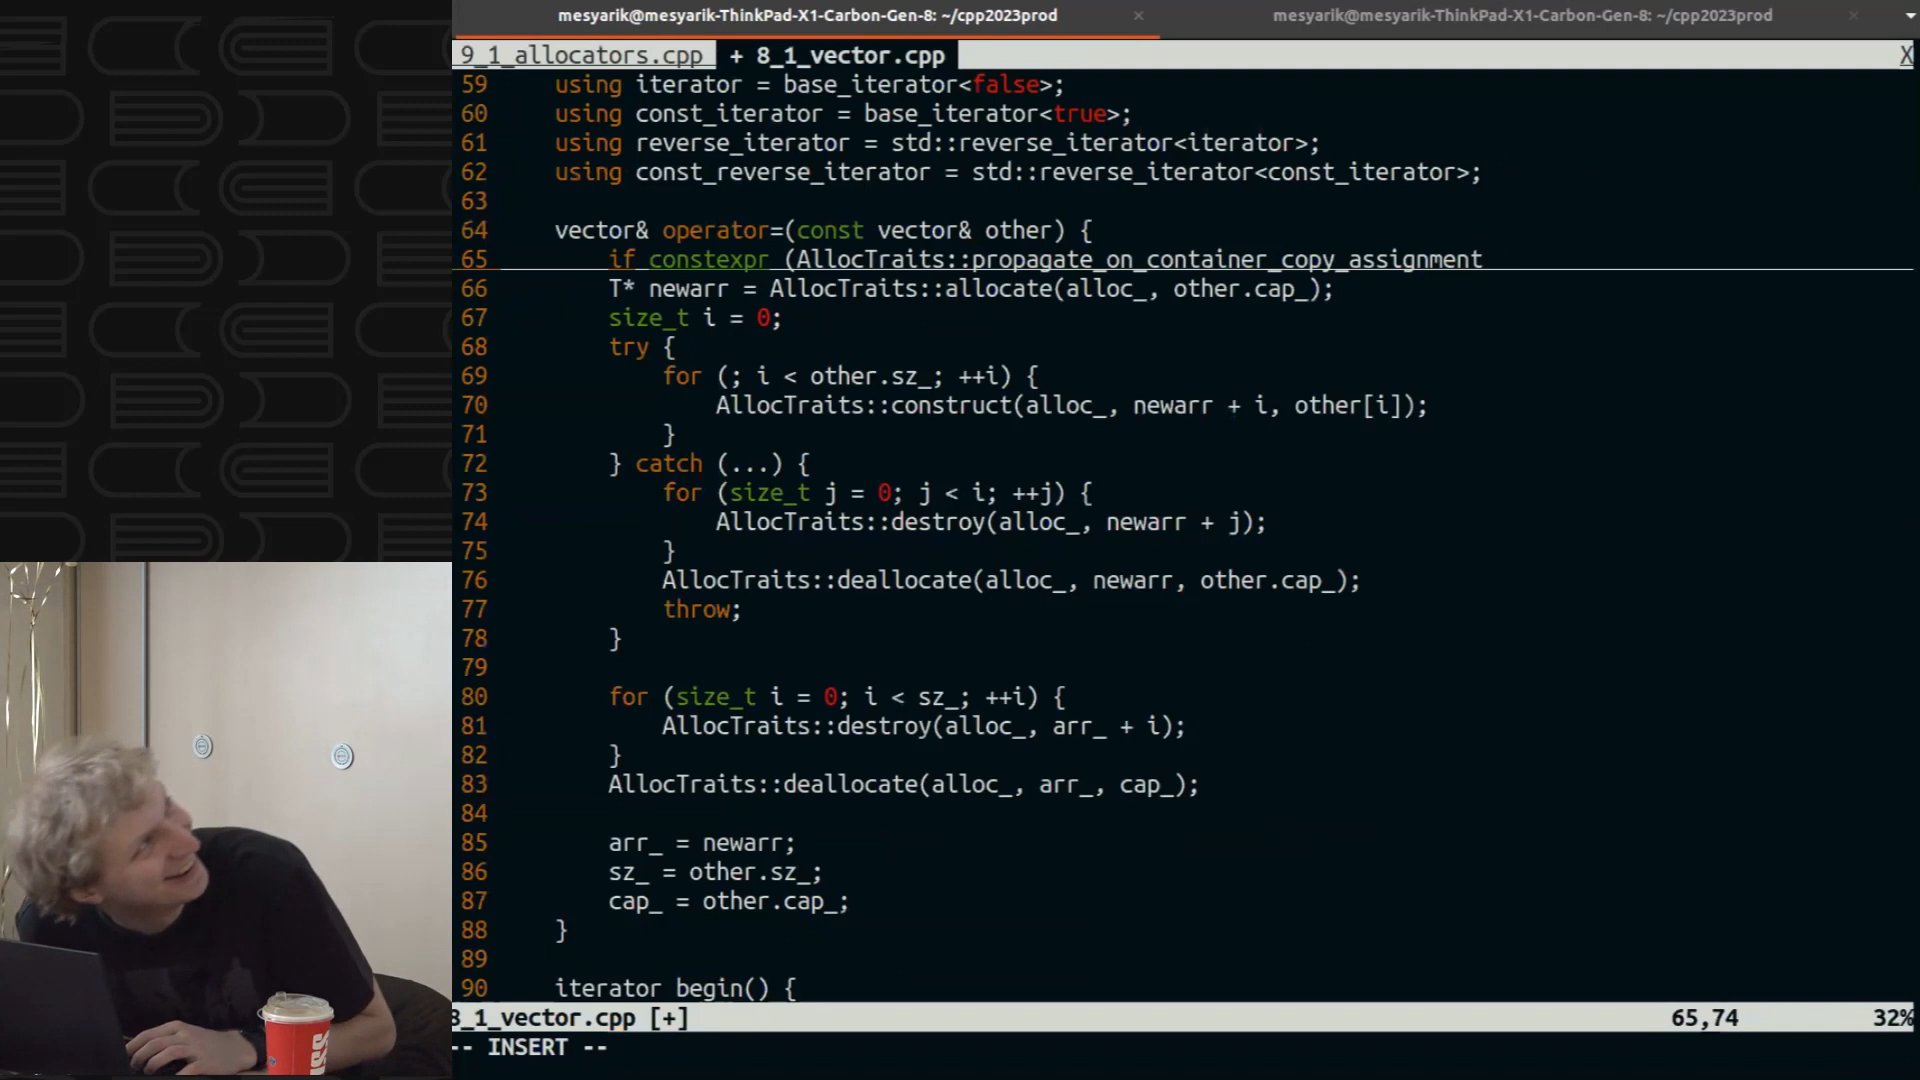 mesyarik@mesyarik-ThinkPad-X1-Carbon-Gen-8: ~/cpp2023prod × mesyarik@mesyarik-ThinkPad-X1-Carbon-Gen-8: ~/cpp2023prod ×
9_1_allocators.cpp + 8_1_vector.cpp X
59     using iterator = base_iterator<false>;
60     using const_iterator = base_iterator<true>;
61     using reverse_iterator = std::reverse_iterator<iterator>;
62     using const_reverse_iterator = std::reverse_iterator<const_iterator>;
63
64     vector& operator=(const vector& other) {
65         if constexpr (AllocTraits::propagate_on_container_copy_assignment
66         T* newarr = AllocTraits::allocate(alloc_, other.cap_);
67         size_t i = 0;
68         try {
69             for (; i < other.sz_; ++i) {
70                 AllocTraits::construct(alloc_, newarr + i, other[i]);
71             }
72         } catch (...) {
73             for (size_t j = 0; j < i; ++j) {
74                 AllocTraits::destroy(alloc_, newarr + j);
75             }
76             AllocTraits::deallocate(alloc_, newarr, other.cap_);
77             throw;
78         }
79
80         for (size_t i = 0; i < sz_; ++i) {
81             AllocTraits::destroy(alloc_, arr_ + i);
82         }
83         AllocTraits::deallocate(alloc_, arr_, cap_);
84
85         arr_ = newarr;
86         sz_ = other.sz_;
87         cap_ = other.cap_;
88     }
89
90     iterator begin() {
8_1_vector.cpp [+] 65,74 32%
-- INSERT --